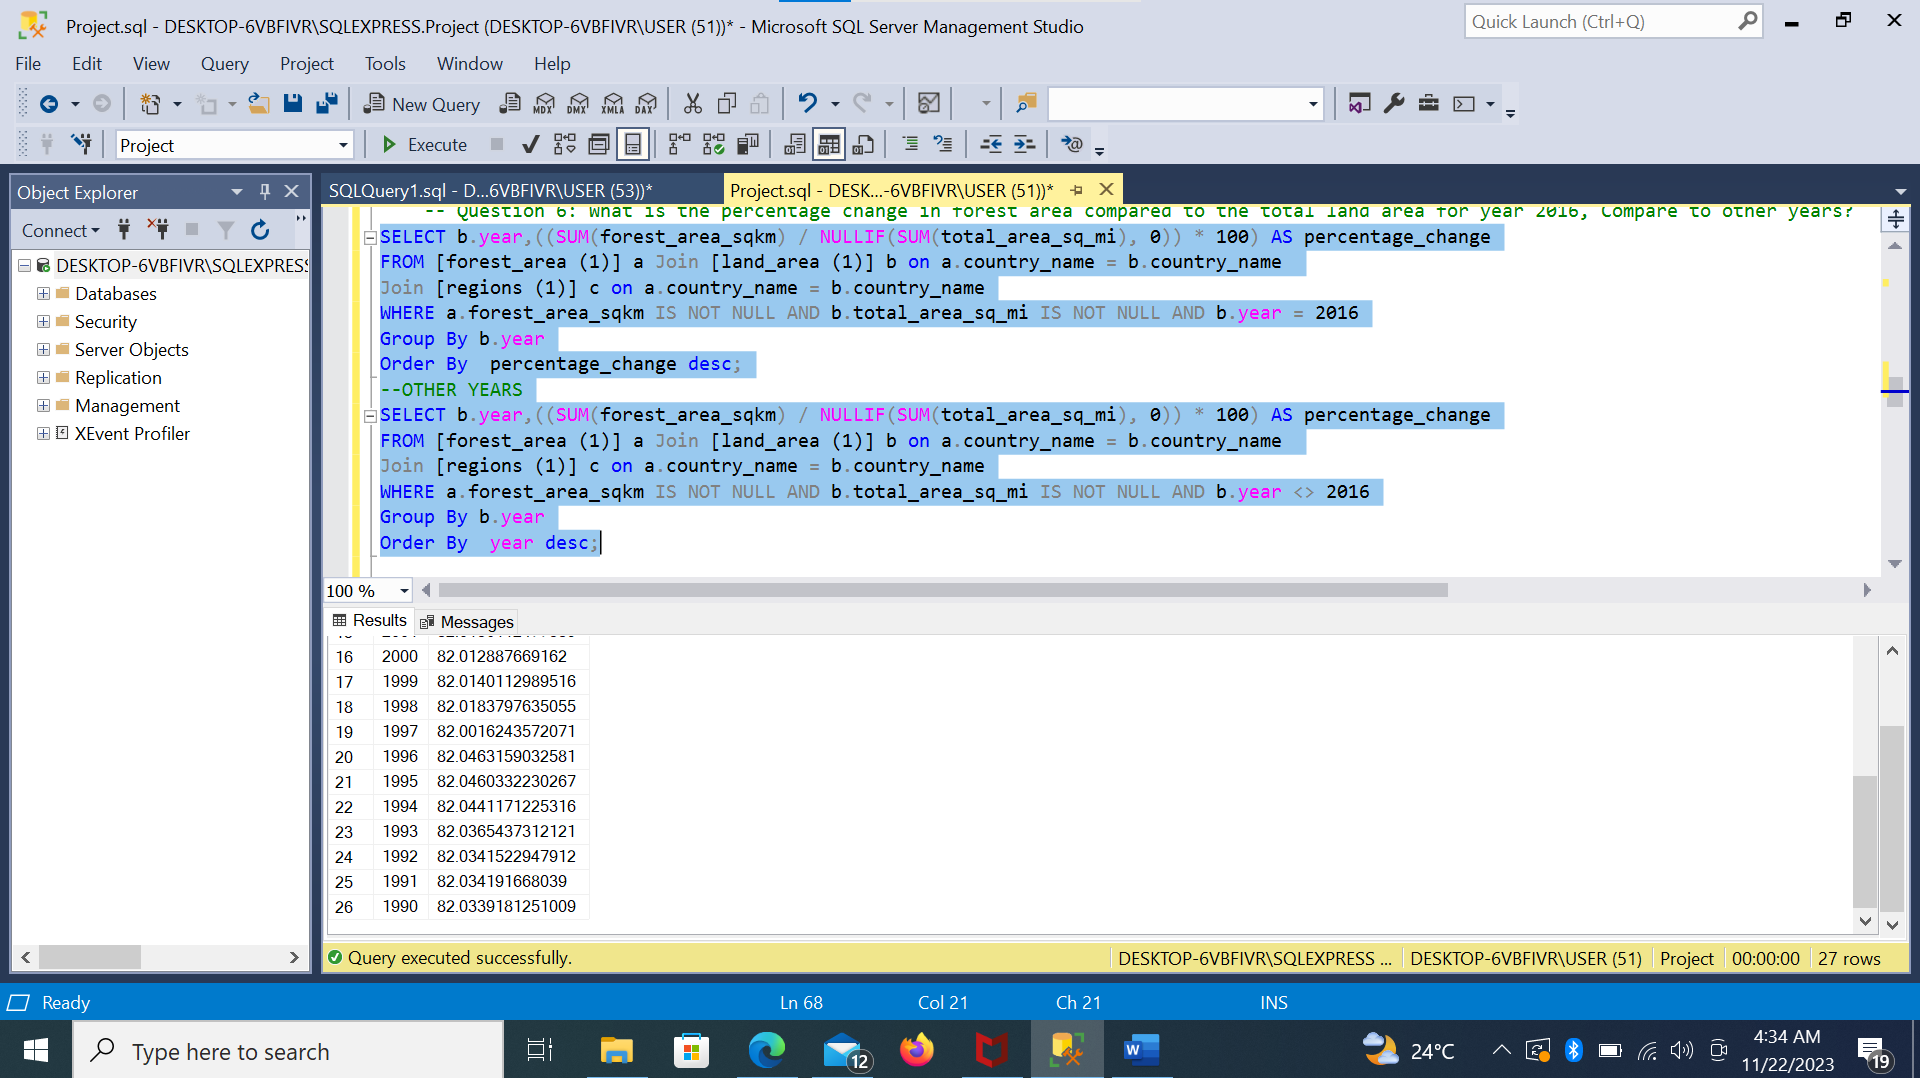 Project.sql - DESKTOP-6VBFIVR\SQLEXPRESS.Project (DESKTOP-6VBFIVR\USER (51))* - Microsoft SQL Server Management Studio
Quick Launch (Ctrl+Q)
File Edit View Query Project Tools Window Help
New Query MDX DMX XMLA DAX
Project Execute
Object Explorer
SQLQuery1.sql - D...6VBFIVR\USER (53))* Project.sql - DESK...-6VBFIVR\USER (51))*
Connect
DESKTOP-6VBFIVR\SQLEXPRESS
Databases
Security
Server Objects
Replication
Management
XEvent Profiler
-- Question 6: What is the percentage change in forest area compared to the total land area for year 2016, Compare to other years?
SELECT b.year,((SUM(forest_area_sqkm) / NULLIF(SUM(total_area_sq_mi), 0)) * 100) AS percentage_change
FROM [forest_area (1)] a Join [land_area (1)] b on a.country_name = b.country_name
Join [regions (1)] c on a.country_name = b.country_name
WHERE a.forest_area_sqkm IS NOT NULL AND b.total_area_sq_mi IS NOT NULL AND b.year = 2016
Group By b.year
Order By  percentage_change desc;
--OTHER YEARS
SELECT b.year,((SUM(forest_area_sqkm) / NULLIF(SUM(total_area_sq_mi), 0)) * 100) AS percentage_change
FROM [forest_area (1)] a Join [land_area (1)] b on a.country_name = b.country_name
Join [regions (1)] c on a.country_name = b.country_name
WHERE a.forest_area_sqkm IS NOT NULL AND b.total_area_sq_mi IS NOT NULL AND b.year <> 2016
Group By b.year
Order By  year desc;
100 %
Results Messages
16 2000 82.012887669162
17 1999 82.0140112989516
18 1998 82.0183797635055
19 1997 82.0016243572071
20 1996 82.0463159032581
21 1995 82.0460332230267
22 1994 82.0441171225316
23 1993 82.0365437312121
24 1992 82.0341522947912
25 1991 82.034191668039
26 1990 82.0339181251009
Query executed successfully. DESKTOP-6VBFIVR\SQLEXPRESS ... DESKTOP-6VBFIVR\USER (51) Project 00:00:00 27 rows
Ready Ln 68 Col 21 Ch 21 INS
Type here to search 12 24°C 4:34 AM
11/22/2023 19